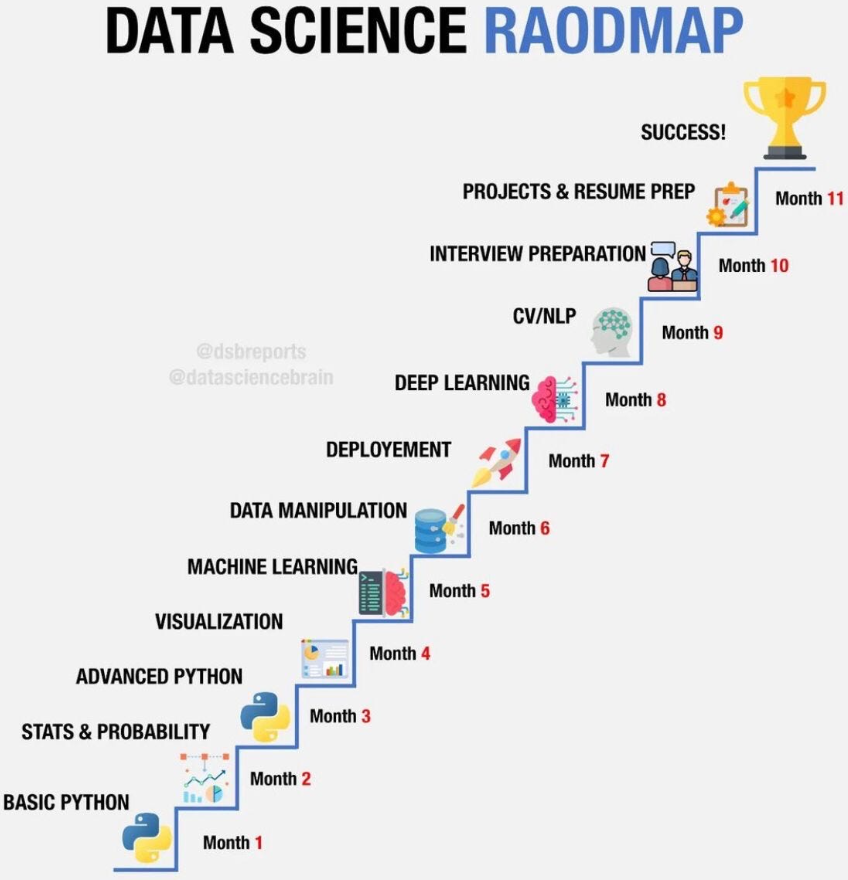 DATA SCIENCE RAODMAP
SUCCESS!
PROJECTS & RESUME PREP
Month 11
INTERVIEW PREPARATION
Month 10
CV/NLP
Month 9
@dsbreports
@datasciencebrain
DEEP LEARNING
Month 8
DEPLOYEMENT
Month 7
DATA MANIPULATION
Month 6
MACHINE LEARNING
Month 5
VISUALIZATION
Month 4
ADVANCED PYTHON
Month 3
STATS & PROBABILITY
Month 2
BASIC PYTHON
Month 1